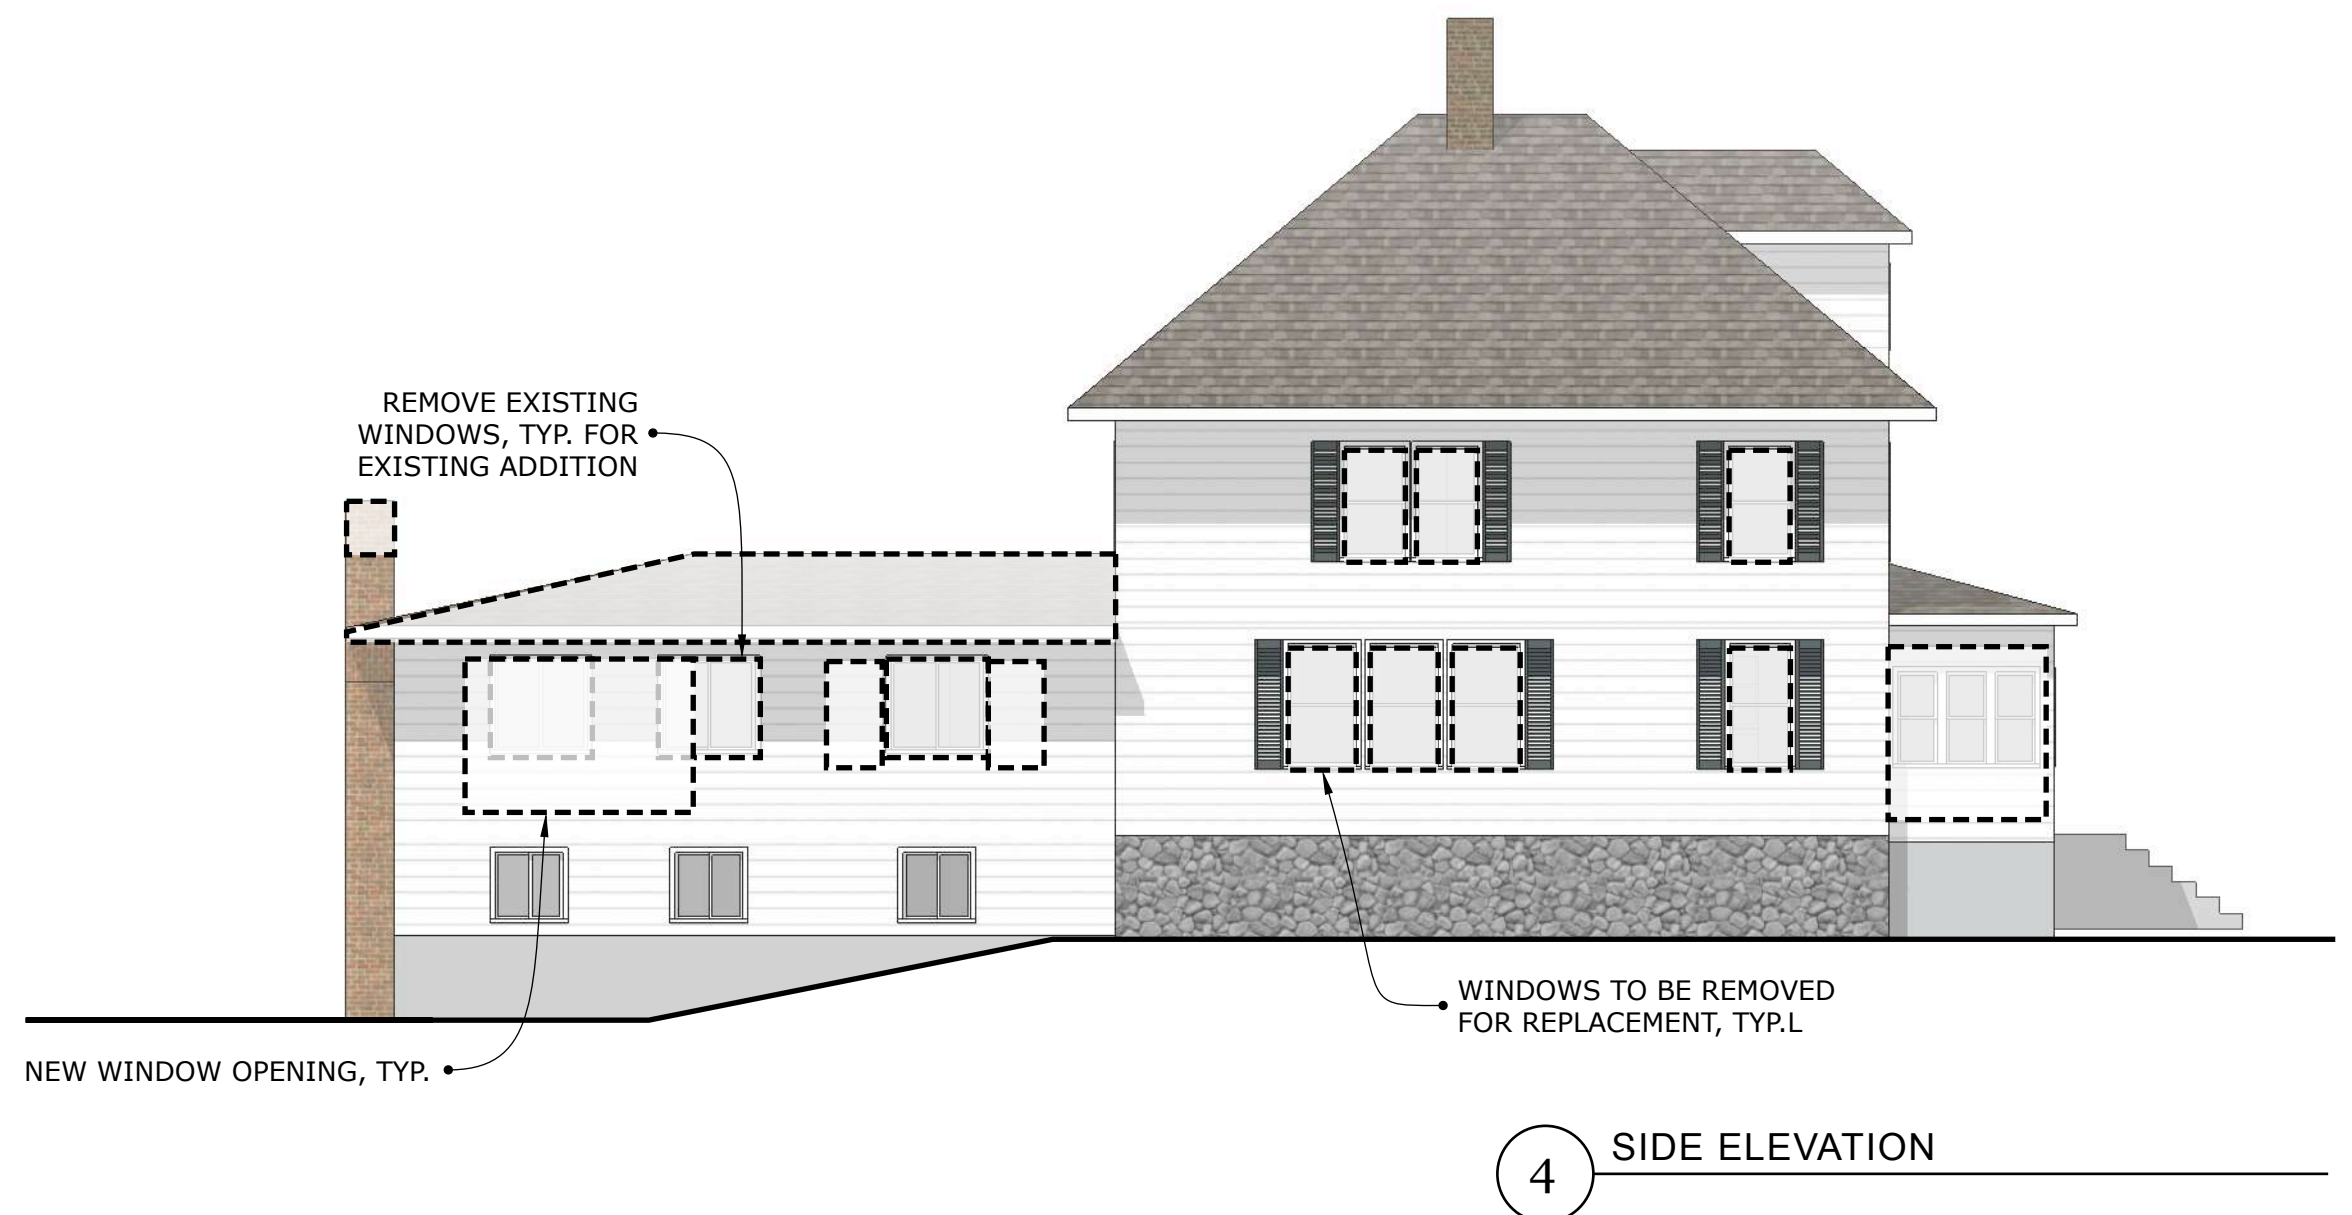 REMOVE EXISTING
WINDOWS, TYP. FOR
EXISTING ADDITION
WINDOWS TO BE REMOVED
FOR REPLACEMENT, TYP.L
NEW WINDOW OPENING, TYP.
SIDE ELEVATION
4